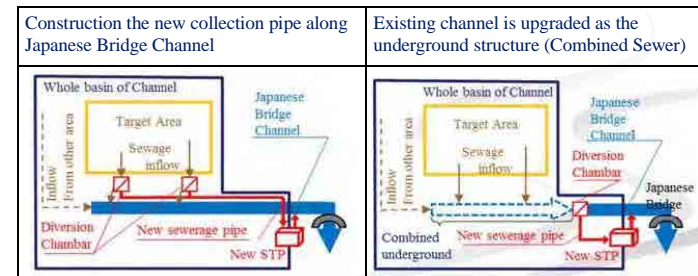 Construction the new collection pipe along
Japanese Bridge Channel
Existing channel is upgraded as the
underground structure (Combined Sewer)
Whole basin of Channel
Target Area
Sewage
inflow
Japanese
Bridge
Channel
Inflow
From other area
Diversion
Chambar
New sewerage pipe
New STP
Whole basin of Channel
Target Area
Sewage
inflow
Japanese
Bridge
Channel
Diversion
Chambar
Japanese
Bridge
Inflow
From other area
Combined
underground
New sewerage pipe
New STP